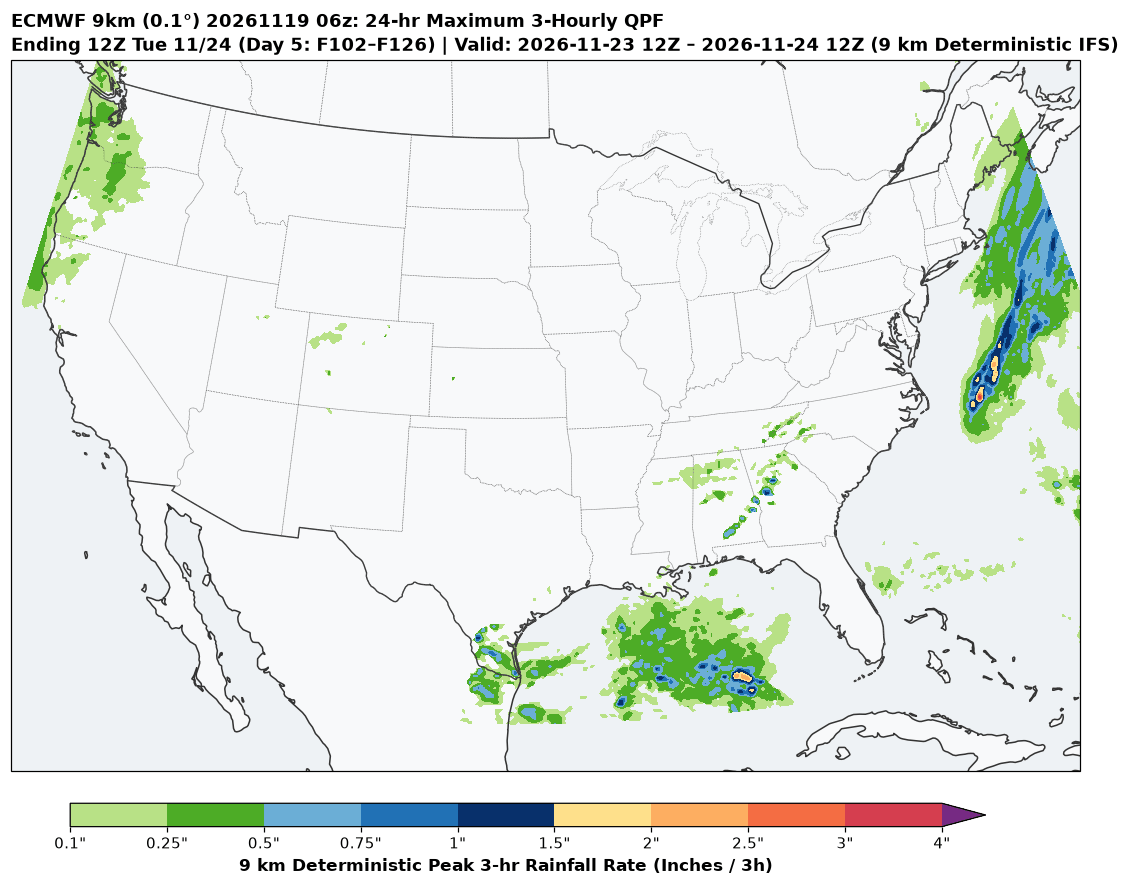 ECMWF 9km (0.1°) 20261119 06z: 24-hr Maximum 3-Hourly QPF
Ending 12Z Tue 11/24 (Day 5: F102–F126) | Valid: 2026-11-23 12Z – 2026-11-24 12Z (9 km Deterministic IFS)
0.1" 0.25" 0.5" 0.75" 1" 1.5" 2" 2.5" 3" 4"
9 km Deterministic Peak 3-hr Rainfall Rate (Inches / 3h)